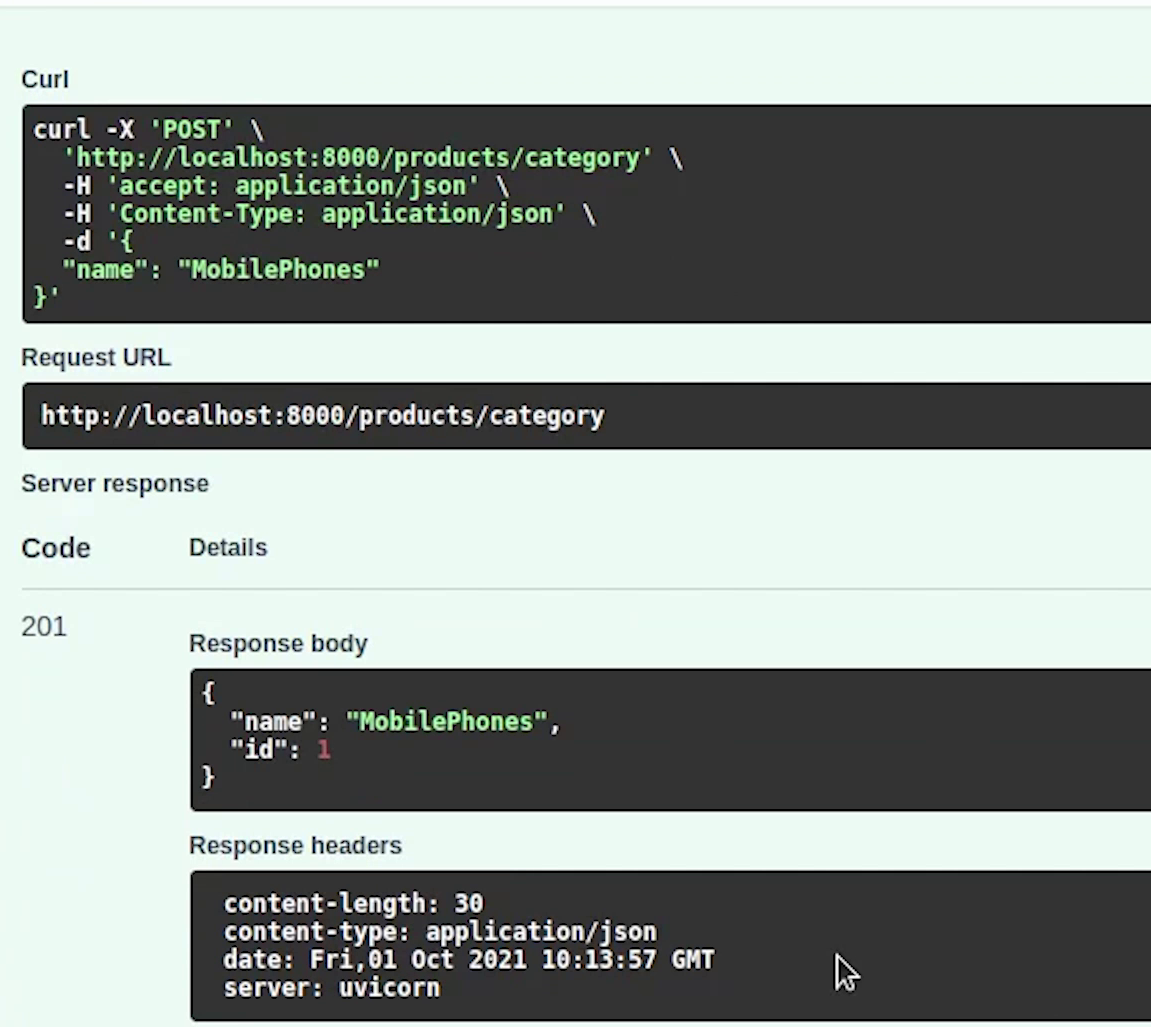 Curl
curl -X 'POST' \
'http://localhost:8000/products/category' \
-H 'accept: application/json' \
-H 'Content-Type: application/json' \
-d '{
"name": "MobilePhones"
}'
Request URL
http://localhost:8000/products/category
Server response
Code Details
201
Response body
{
"name": "MobilePhones",
"id": 1
}
Response headers
content-length: 30
content-type: application/json
date: Fri,01 Oct 2021 10:13:57 GMT
server: uvicorn